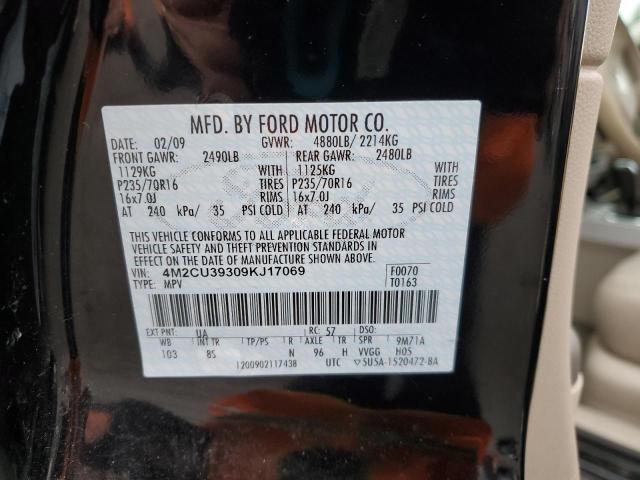 MFD. BY FORD MOTOR CO.
DATE: 02/09 GVWR: 4880LB/ 2214KG
FRONT GAWR: 2490LB REAR GAWR: 2480LB
1129KG WITH 1125KG WITH
P235/70R16 TIRES P235/70R16 TIRES
16x7.0J RIMS 16x7.0J RIMS
AT 240 kPa/ 35 PSI COLD AT 240 kPa/ 35 PSI COLD
THIS VEHICLE CONFORMS TO ALL APPLICABLE FEDERAL MOTOR
VEHICLE SAFETY AND THEFT PREVENTION STANDARDS IN
EFFECT ON THE DATE OF MANUFACTURE SHOWN ABOVE.
VIN: 4M2CU39309KJ17069 F0070
TYPE: MPV T0163
EXT PNT: UA RC: 57 DSO:
WB INT TR TP/PS R AXLE TR SPR 9M71A
103 85 N 96 H VVGG H05
1200902117438 UTC 5U5A-1520472-BA